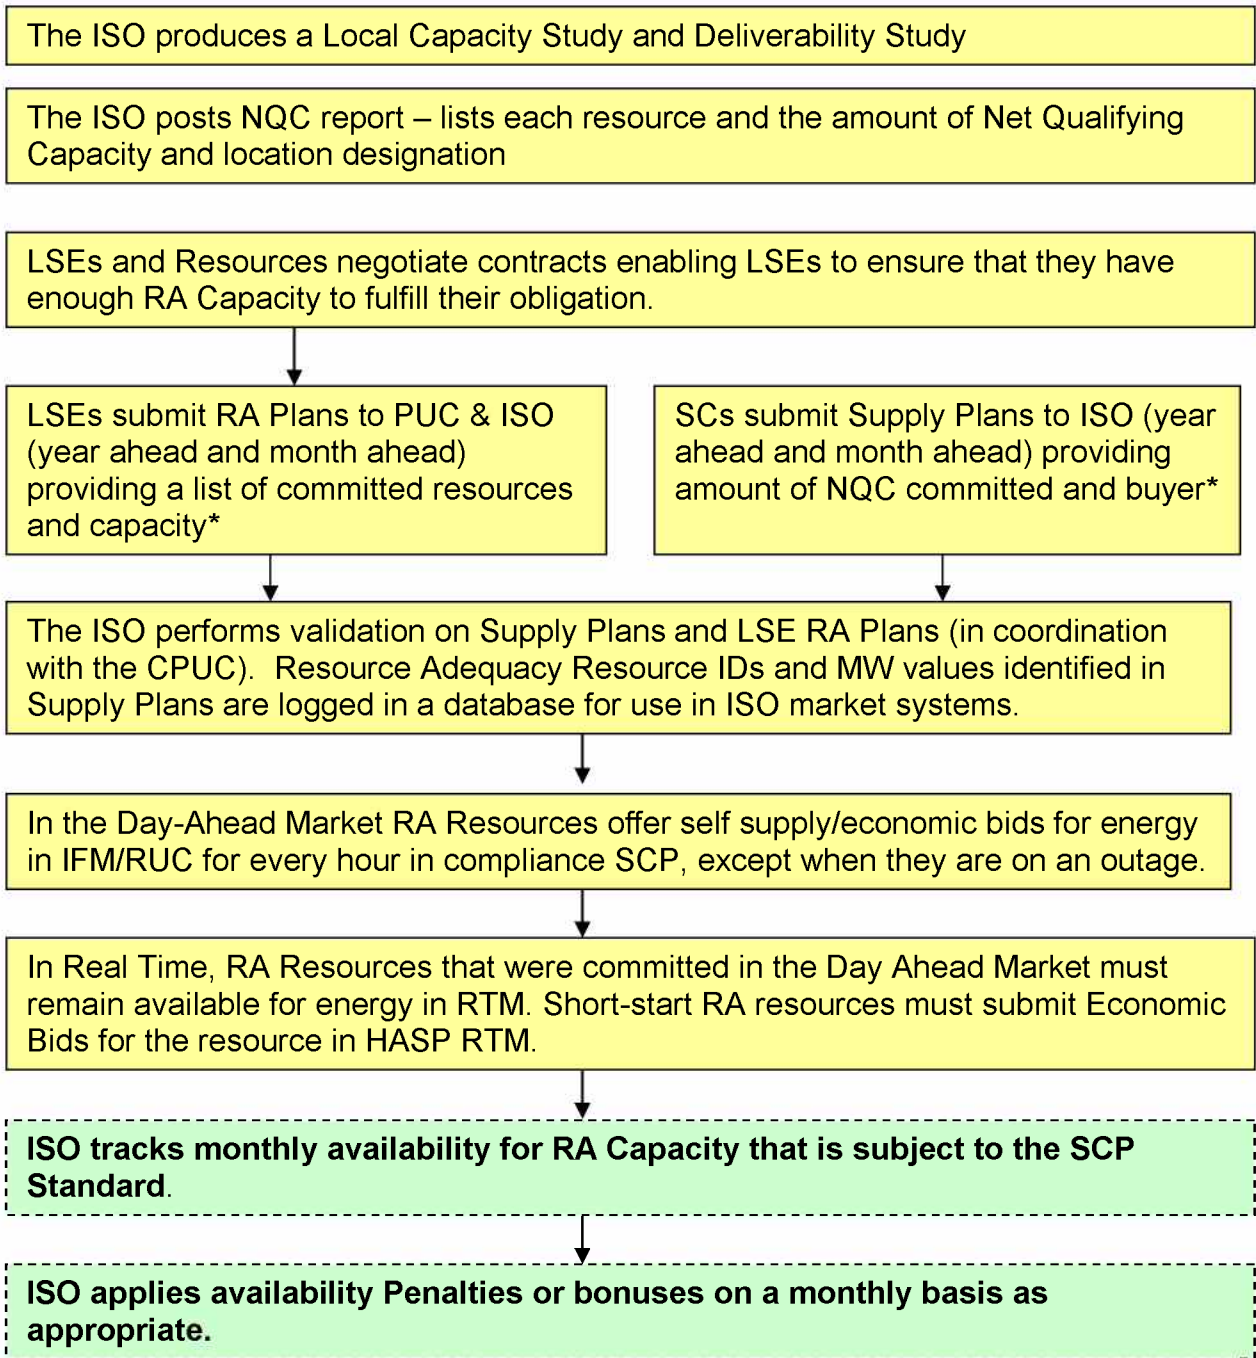 The ISO produces a Local Capacity Study and Deliverability Study
The ISO posts NQC report – lists each resource and the amount of Net Qualifying
Capacity and location designation
LSEs and Resources negotiate contracts enabling LSEs to ensure that they have
enough RA Capacity to fulfill their obligation.
LSEs submit RA Plans to PUC & ISO
(year ahead and month ahead)
providing a list of committed resources
and capacity*
SCs submit Supply Plans to ISO (year
ahead and month ahead) providing
amount of NQC committed and buyer*
The ISO performs validation on Supply Plans and LSE RA Plans (in coordination
with the CPUC).  Resource Adequacy Resource IDs and MW values identified in
Supply Plans are logged in a database for use in ISO market systems.
In the Day-Ahead Market RA Resources offer self supply/economic bids for energy
in IFM/RUC for every hour in compliance SCP, except when they are on an outage.
In Real Time, RA Resources that were committed in the Day Ahead Market must
remain available for energy in RTM. Short-start RA resources must submit Economic
Bids for the resource in HASP RTM.
ISO tracks monthly availability for RA Capacity that is subject to the SCP
Standard.
ISO applies availability Penalties or bonuses on a monthly basis as
appropriate.